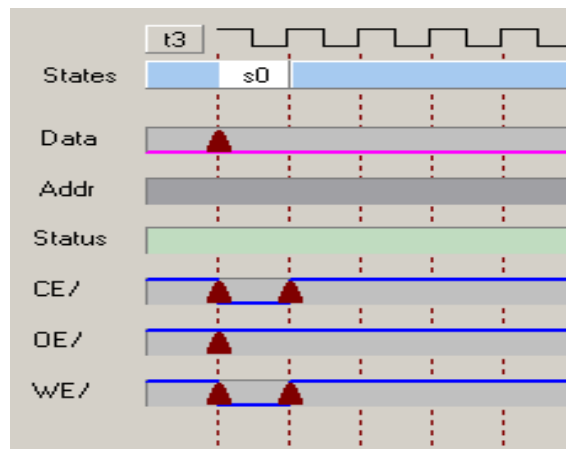 t3
States s0
Data
Addr
Status
CE/
OE/
WE/